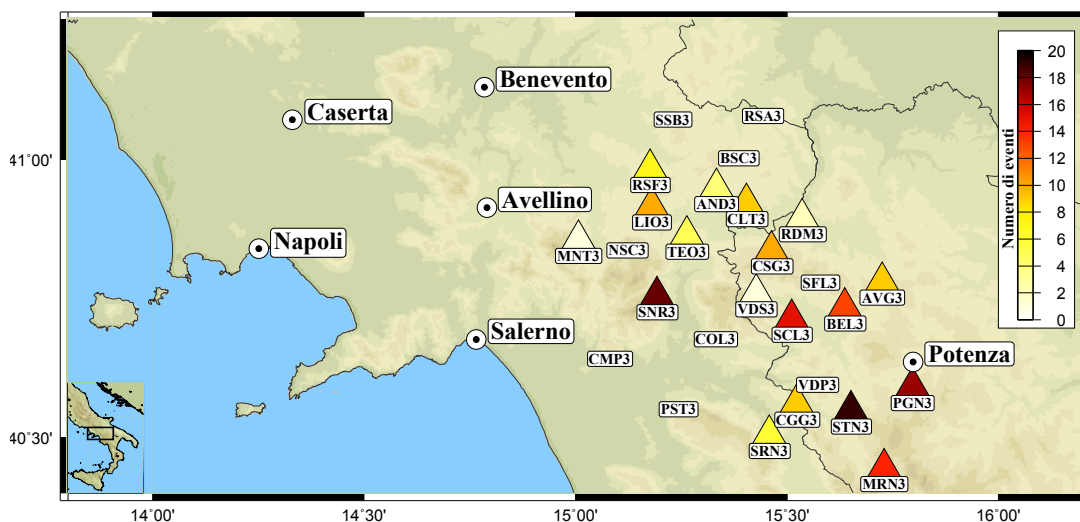 Benevento
Caserta
Avellino
Napoli
Salerno
Potenza
SSB3
RSA3
BSC3
RSF3
AND3
LIO3
CLT3
RDM3
MNT3
NSC3
TEO3
CSG3
SFL3
AVG3
SNR3
VDS3
BEL3
SCL3
COL3
CMP3
VDP3
PGN3
PST3
CGG3
STN3
SRN3
MRN3
41°00'
40°30'
14°00'
14°30'
15°00'
15°30'
16°00'
Numero di eventi
20
18
16
14
12
10
8
6
4
2
0